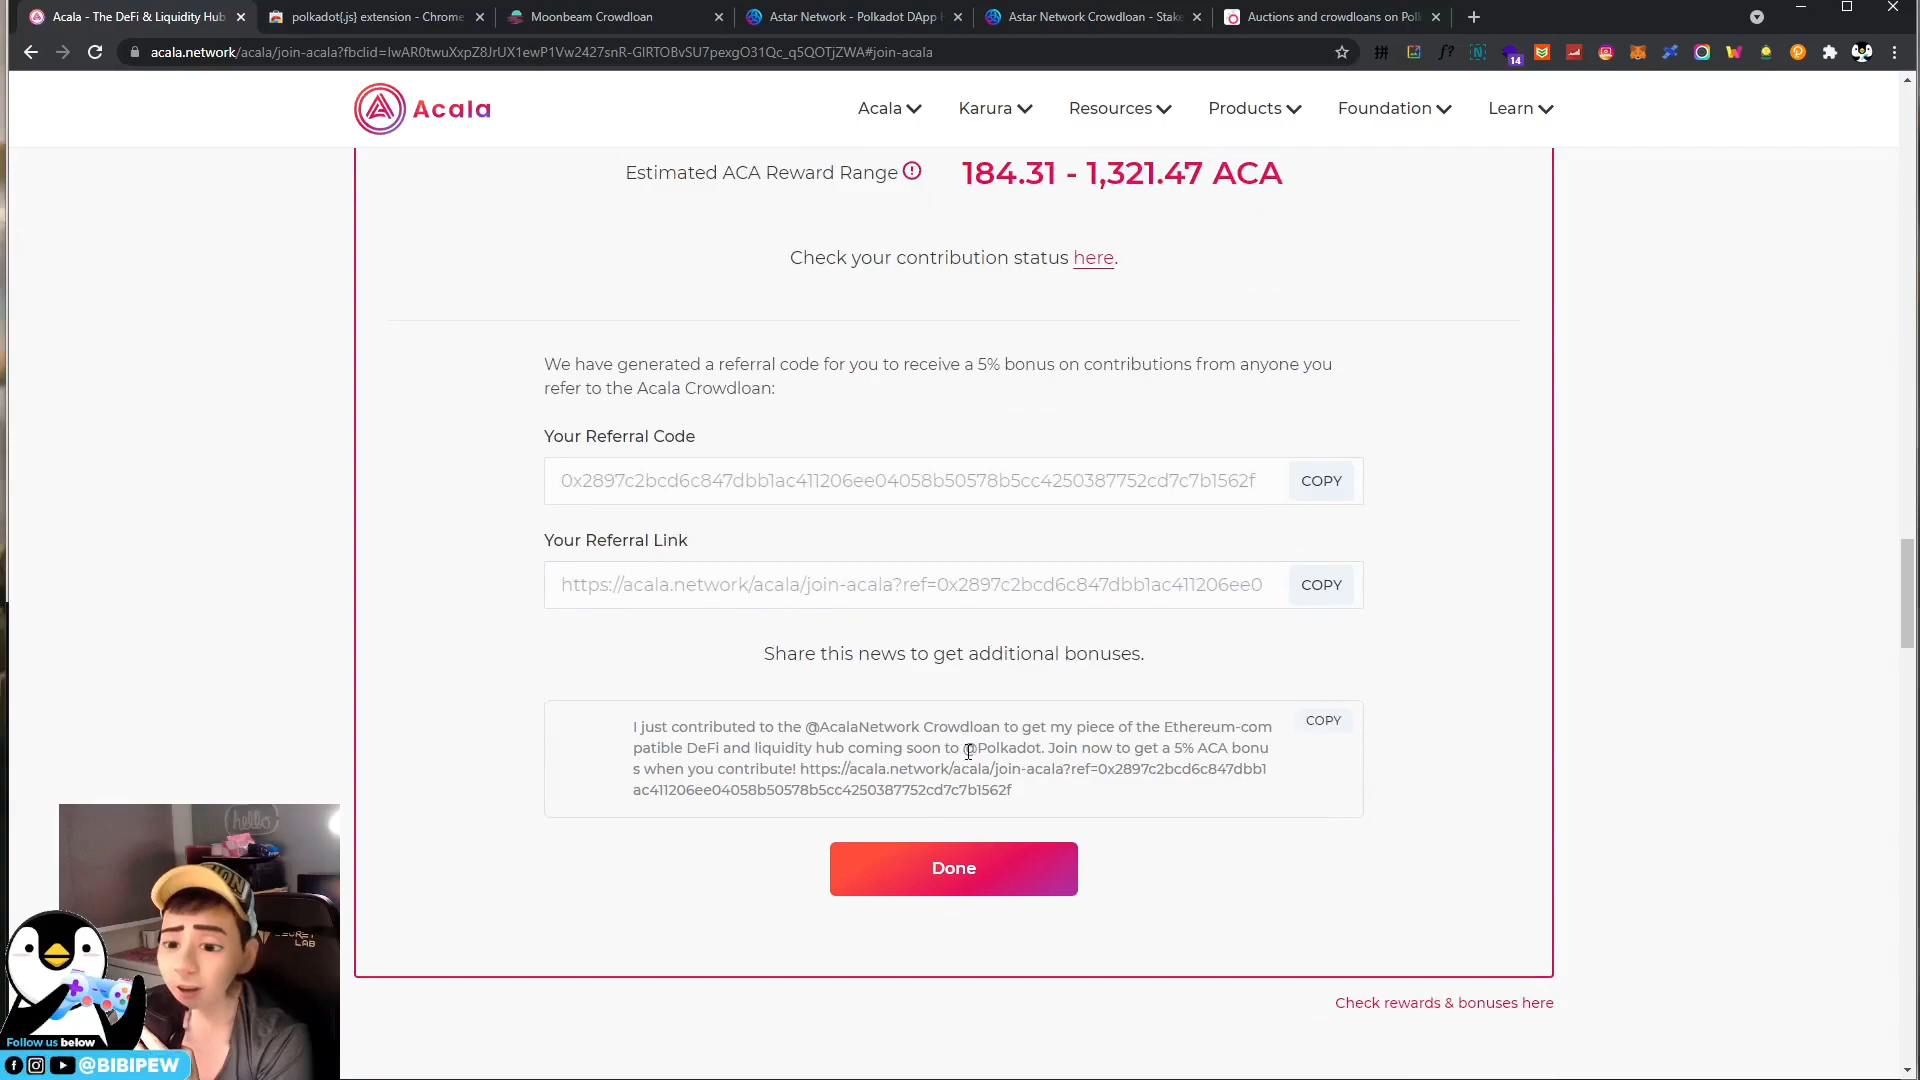 Acala - The DeFi & Liquidity Hub
polkadot{.js} extension - Chrome
Moonbeam Crowdloan
Astar Network - Polkadot DApp H
Astar Network Crowdloan - Stake
Auctions and crowdloans on Polk
acala.network/acala/join-acala?fbclid=IwAR0twuXxpZ8JrUX1ewP1Vw2427snR-GlRTOBvSU7pexgO31Qc_q5QOTjZWA#join-acala
14
Acala
Acala
Karura
Resources
Products
Foundation
Learn
Estimated ACA Reward Range
184.31 - 1,321.47 ACA
Check your contribution status here.
We have generated a referral code for you to receive a 5% bonus on contributions from anyone you
refer to the Acala Crowdloan:
Your Referral Code
0x2897c2bcd6c847dbb1ac411206ee04058b50578b5cc4250387752cd7c7b1562f
COPY
Your Referral Link
https://acala.network/acala/join-acala?ref=0x2897c2bcd6c847dbb1ac411206ee0
COPY
Share this news to get additional bonuses.
I just contributed to the @AcalaNetwork Crowdloan to get my piece of the Ethereum-com
patible DeFi and liquidity hub coming soon to @Polkadot. Join now to get a 5% ACA bonu
s when you contribute! https://acala.network/acala/join-acala?ref=0x2897c2bcd6c847dbb1
ac411206ee04058b50578b5cc4250387752cd7c7b1562f
COPY
Done
Check rewards & bonuses here
hello
SECRET
LAB
Follow us below
@BIBIPEW